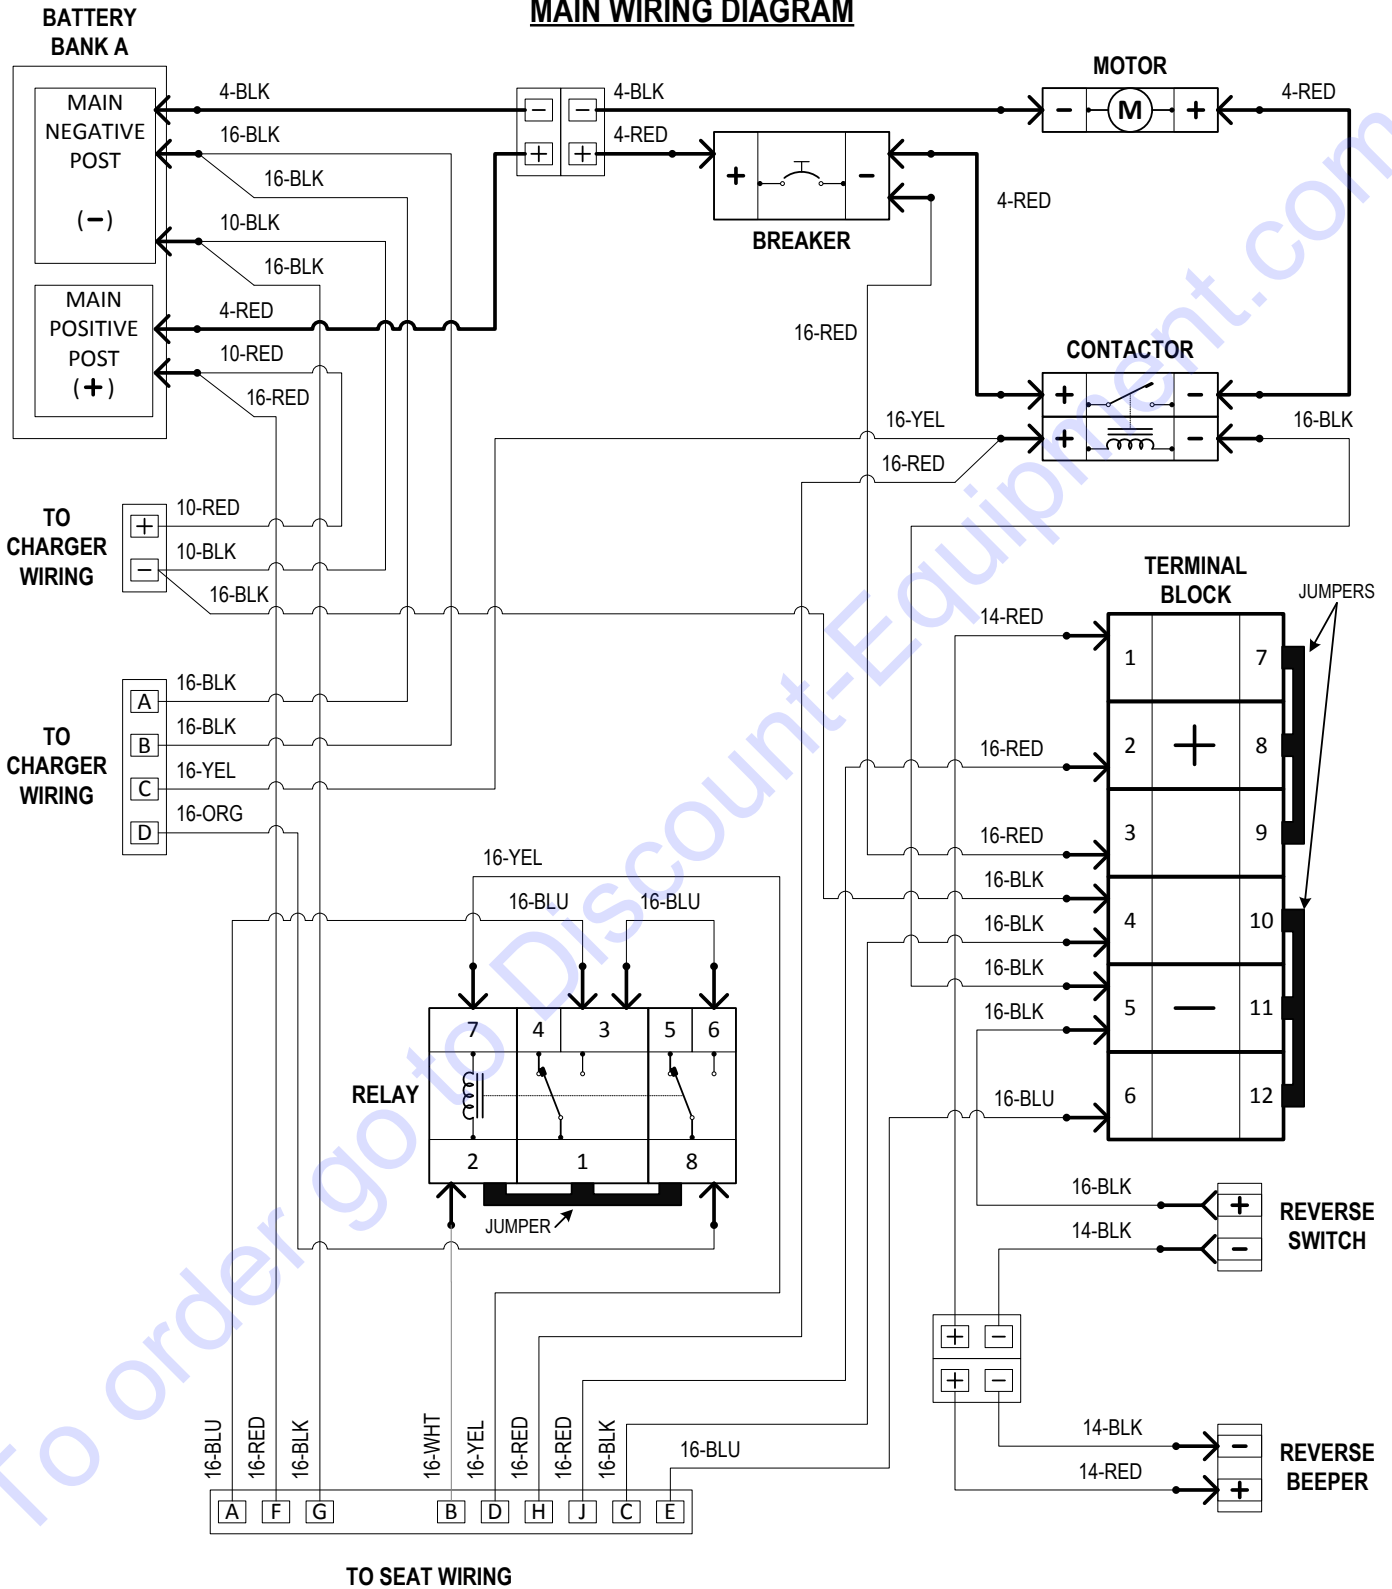 MAIN WIRING DIAGRAM
BATTERY
BANK A
MAIN
NEGATIVE
POST
(−)
MAIN
POSITIVE
POST
(+)
4-BLK
16-BLK
16-BLK
10-BLK
16-BLK
4-RED
10-RED
16-RED
− −
+ +
4-BLK
4-RED
+ −
BREAKER
MOTOR
− M +
4-RED
4-RED
16-RED
CONTACTOR
+ −
+ −
16-YEL
16-RED
16-BLK
TO
CHARGER
WIRING
+
−
10-RED
10-BLK
16-BLK
TO
CHARGER
WIRING
A
B
C
D
16-BLK
16-BLK
16-YEL
16-ORG
TERMINAL
BLOCK
JUMPERS
14-RED
16-RED
16-RED
16-BLK
16-BLK
16-BLK
16-BLK
16-BLU
1 7
2 + 8
3 9
4 10
5 − 11
6 12
16-YEL
16-BLU
16-BLU
7 4 3 5 6
RELAY
2 1 8
JUMPER
16-BLK
14-BLK
+
−
REVERSE
SWITCH
+ −
+ −
14-BLK
14-RED
−
+
REVERSE
BEEPER
16-BLU
16-RED
16-BLK
16-WHT
16-YEL
16-RED
16-RED
16-BLK
16-BLU
A F G B D H J C E
TO SEAT WIRING
To order go to Discount-Equipment.com